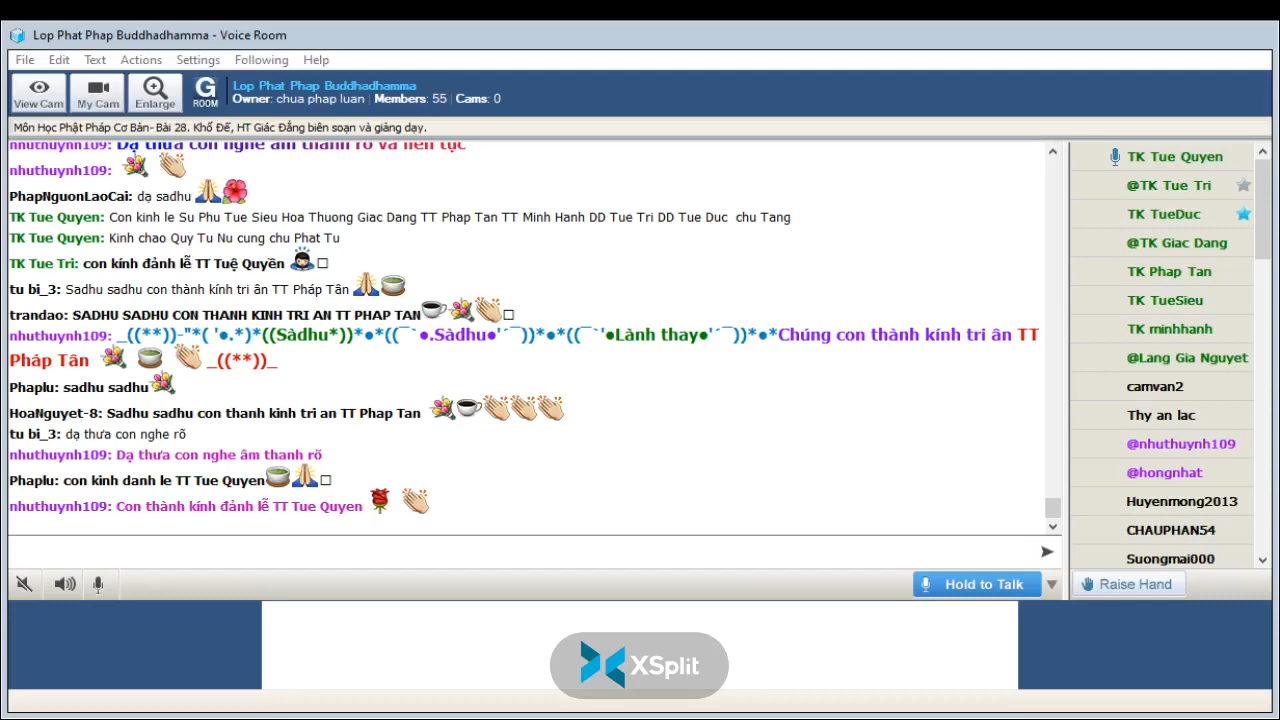 Lop Phat Phap Buddhadhamma - Voice Room
File Edit Text Actions Settings Following Help
View Cam My Cam Enlarge G ROOM
Lop Phat Phap Buddhadhamma
Owner: chua phap luan | Members: 55 | Cams: 0
Môn Học Phật Pháp Cơ Bản- Bài 28. Khổ Đế, HT Giác Đẳng biên soạn và giảng dạy.
nhuthuynh109: Dạ thưa con nghe âm thanh rõ và liên tục
nhuthuynh109:
PhapNguonLaoCai: dạ sadhu
TK Tue Quyen: Con kinh le Su Phu Tue Sieu Hoa Thuong Giac Dang TT Phap Tan TT Minh Hanh DD Tue Tri DD Tue Duc chu Tang
TK Tue Quyen: Kinh chao Quy Tu Nu cung chu Phat Tu
TK Tue Tri: con kính đảnh lễ TT Tuệ Quyền
tu bi_3: Sadhu sadhu con thành kính tri ân TT Pháp Tân
trandao: SADHU SADHU CON THANH KINH TRI AN TT PHAP TAN
nhuthuynh109: _((**))-"*( '●.*)*((Sàdhu*))*●*((¯`●.Sàdhu●'´¯))*●*((¯`'●Lành thay●'´¯))*●*Chúng con thành kính tri ân TT
Pháp Tân _((**))_
Phaplu: sadhu sadhu
HoaNguyet-8: Sadhu sadhu con thanh kinh tri an TT Phap Tan
tu bi_3: dạ thưa con nghe rõ
nhuthuynh109: Dạ thưa con nghe âm thanh rõ
Phaplu: con kinh danh le TT Tue Quyen
nhuthuynh109: Con thành kính đảnh lễ TT Tue Quyen
Hold to Talk
TK Tue Quyen
@TK Tue Tri
TK TueDuc
@TK Giac Dang
TK Phap Tan
TK TueSieu
TK minhhanh
@Lang Gia Nguyet
camvan2
Thy an lac
@nhuthuynh109
@hongnhat
Huyenmong2013
CHAUPHAN54
Suongmai000
Raise Hand
XSplit